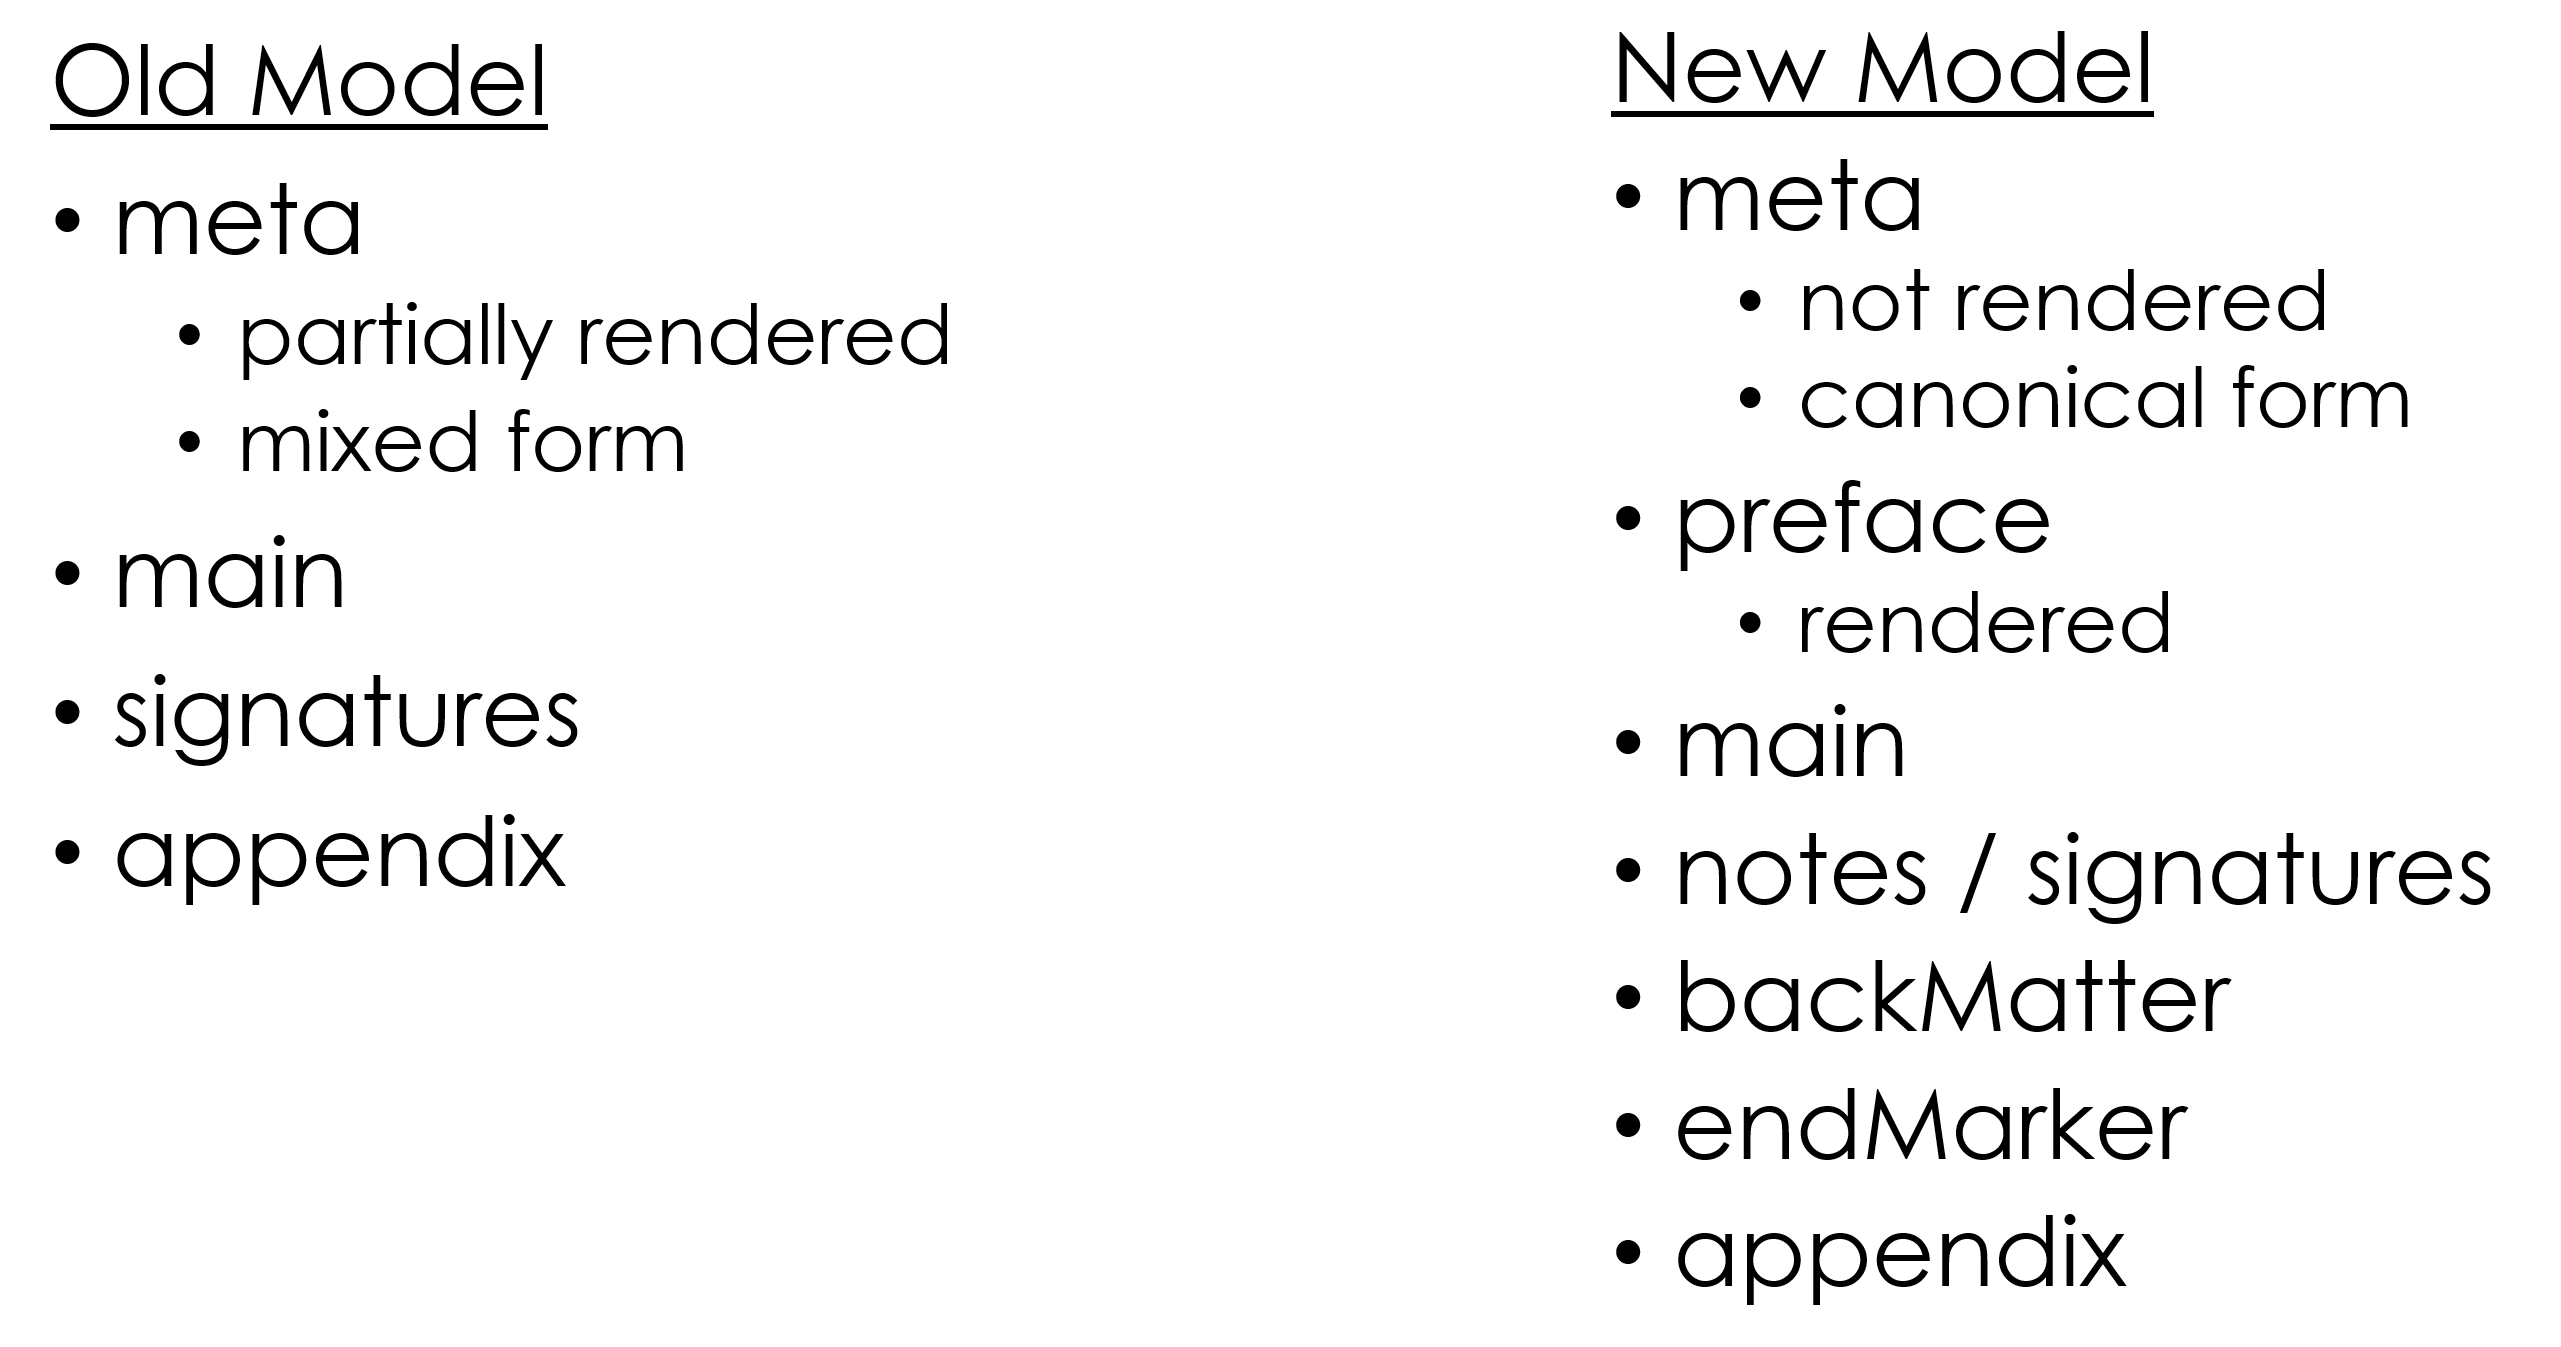 Old Model
• meta
• partially rendered
• mixed form
• main
• signatures
• appendix
New Model
• meta
• not rendered
• canonical form
• preface
• rendered
• main
• notes / signatures
• backMatter
• endMarker
• appendix